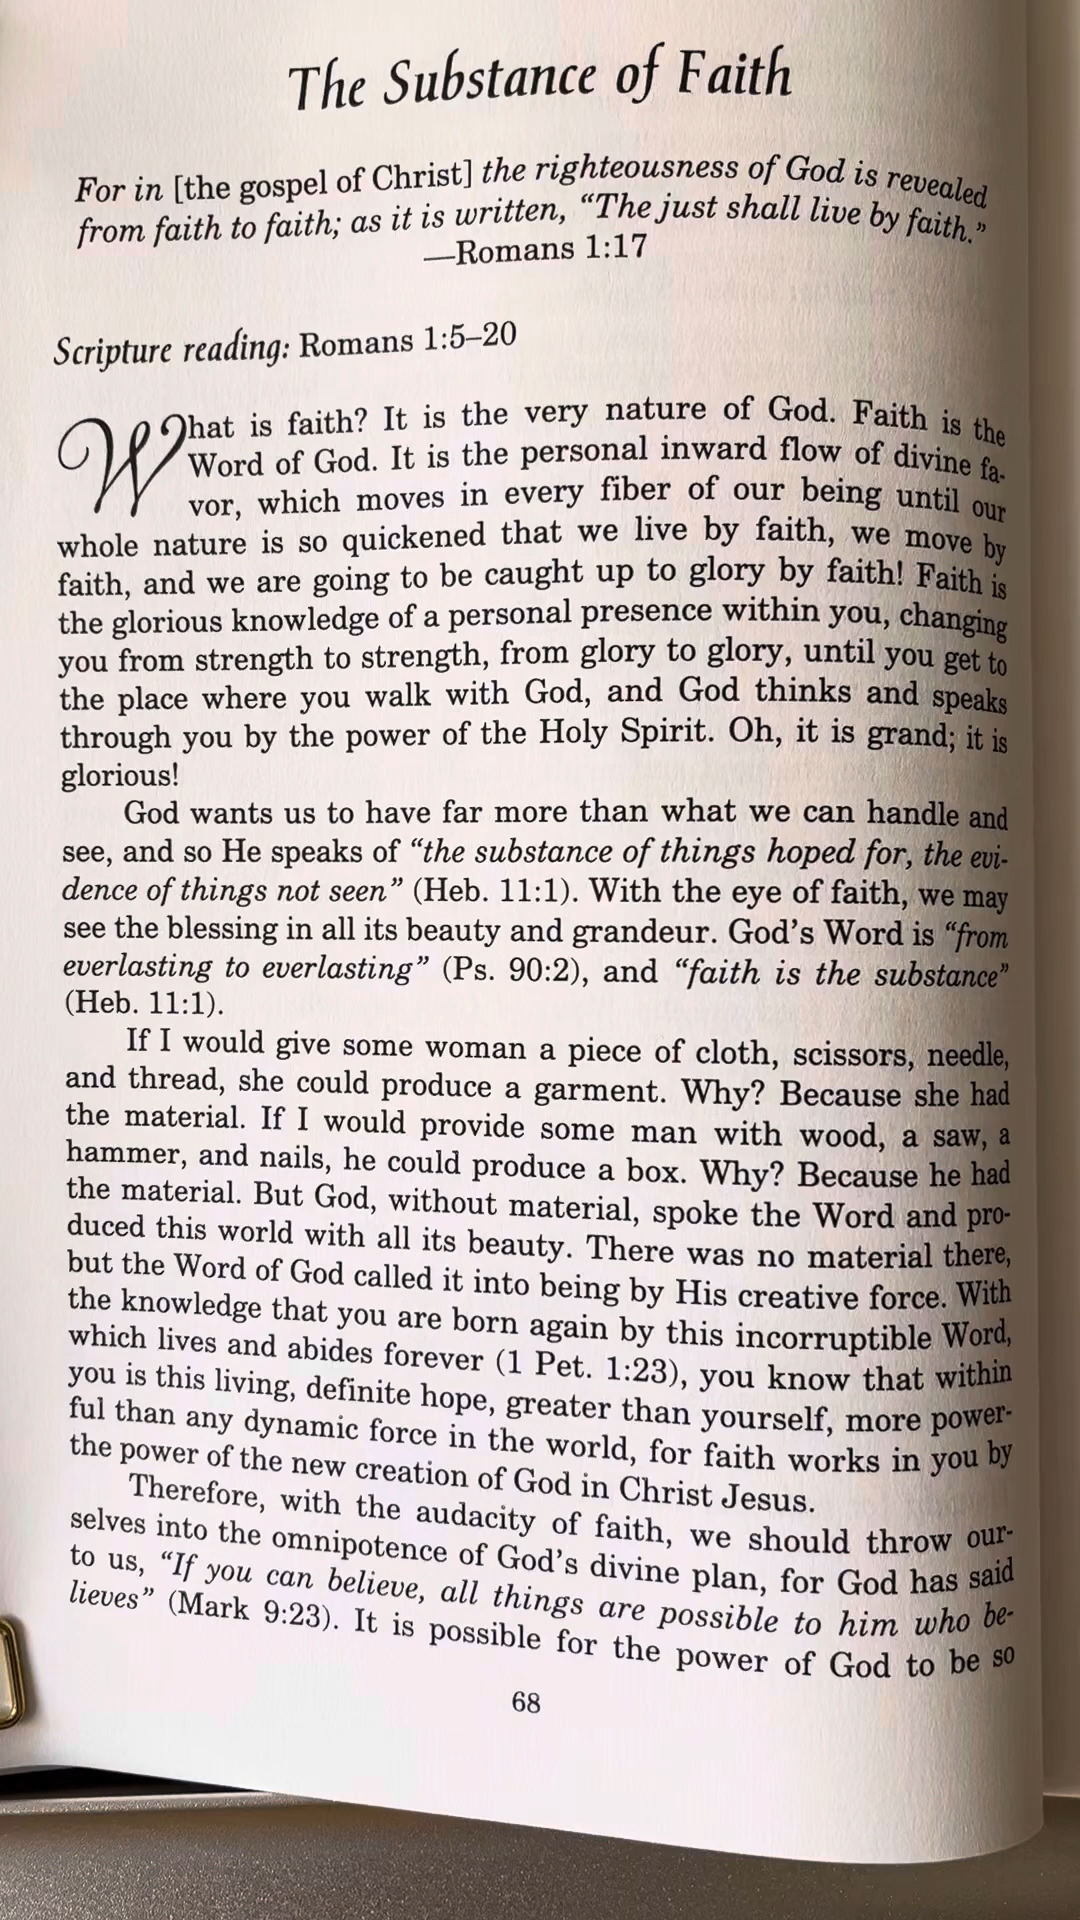 The Substance of Faith
For in [the gospel of Christ] the righteousness of God is revealed
from faith to faith; as it is written, “The just shall live by faith.”
—Romans 1:17
Scripture reading: Romans 1:5–20
What is faith? It is the very nature of God. Faith is the
Word of God. It is the personal inward flow of divine fa-
vor, which moves in every fiber of our being until our
whole nature is so quickened that we live by faith, we move by
faith, and we are going to be caught up to glory by faith! Faith is
the glorious knowledge of a personal presence within you, changing
you from strength to strength, from glory to glory, until you get to
the place where you walk with God, and God thinks and speaks
through you by the power of the Holy Spirit. Oh, it is grand; it is
glorious!
God wants us to have far more than what we can handle and
see, and so He speaks of “the substance of things hoped for, the evi-
dence of things not seen” (Heb. 11:1). With the eye of faith, we may
see the blessing in all its beauty and grandeur. God’s Word is “from
everlasting to everlasting” (Ps. 90:2), and “faith is the substance”
(Heb. 11:1).
If I would give some woman a piece of cloth, scissors, needle,
and thread, she could produce a garment. Why? Because she had
the material. If I would provide some man with wood, a saw, a
hammer, and nails, he could produce a box. Why? Because he had
the material. But God, without material, spoke the Word and pro-
duced this world with all its beauty. There was no material there,
but the Word of God called it into being by His creative force. With
the knowledge that you are born again by this incorruptible Word,
which lives and abides forever (1 Pet. 1:23), you know that within
you is this living, definite hope, greater than yourself, more power-
ful than any dynamic force in the world, for faith works in you by
the power of the new creation of God in Christ Jesus.
Therefore, with the audacity of faith, we should throw our-
selves into the omnipotence of God’s divine plan, for God has said
to us, “If you can believe, all things are possible to him who be-
lieves” (Mark 9:23). It is possible for the power of God to be so
68